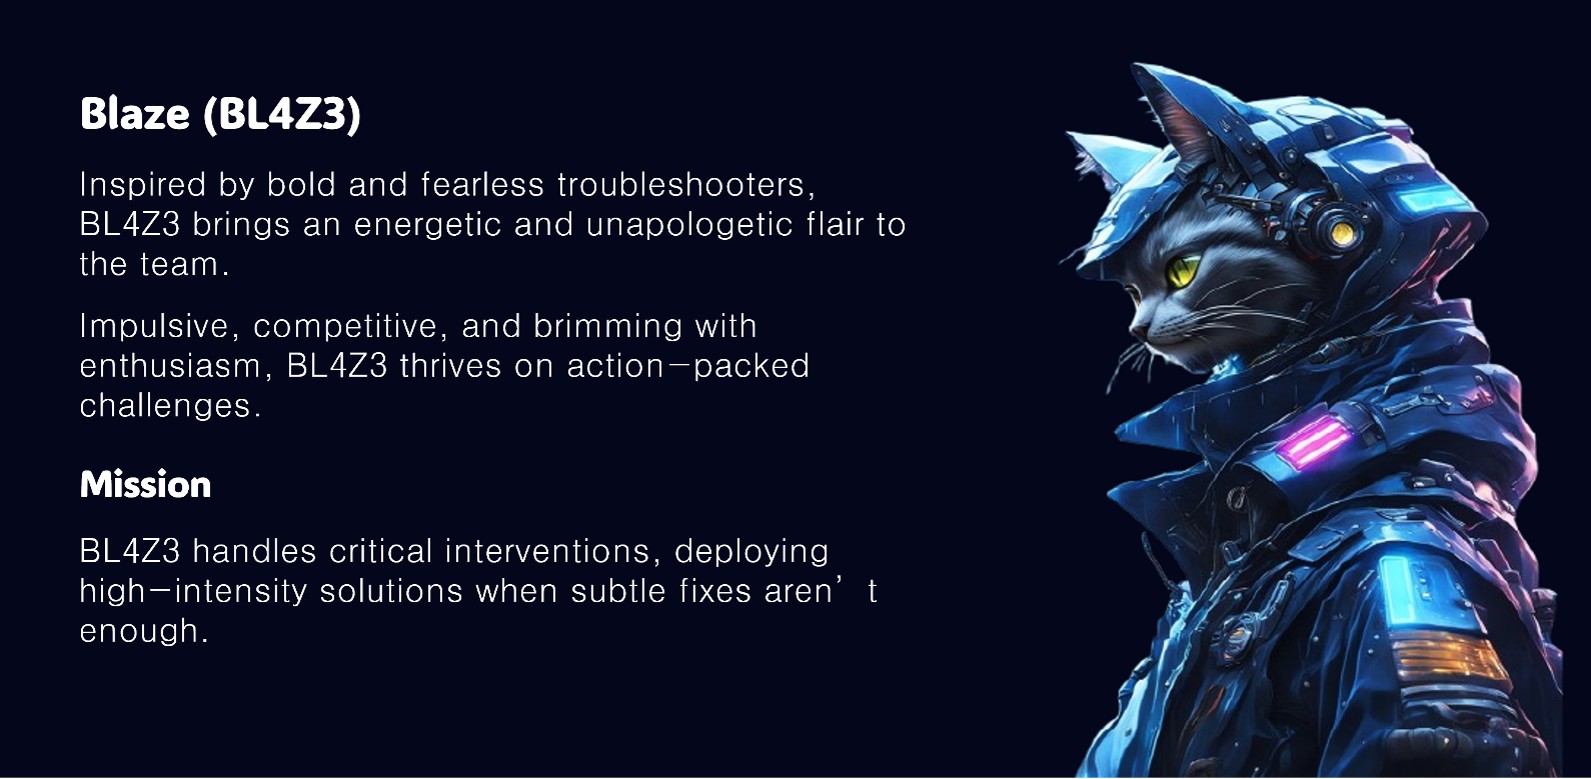 Blaze (BL4Z3)
Inspired by bold and fearless troubleshooters,
BL4Z3 brings an energetic and unapologetic flair to
the team.
Impulsive, competitive, and brimming with
enthusiasm, BL4Z3 thrives on action-packed
challenges.
Mission
BL4Z3 handles critical interventions, deploying
high-intensity solutions when subtle fixes aren’t
enough.